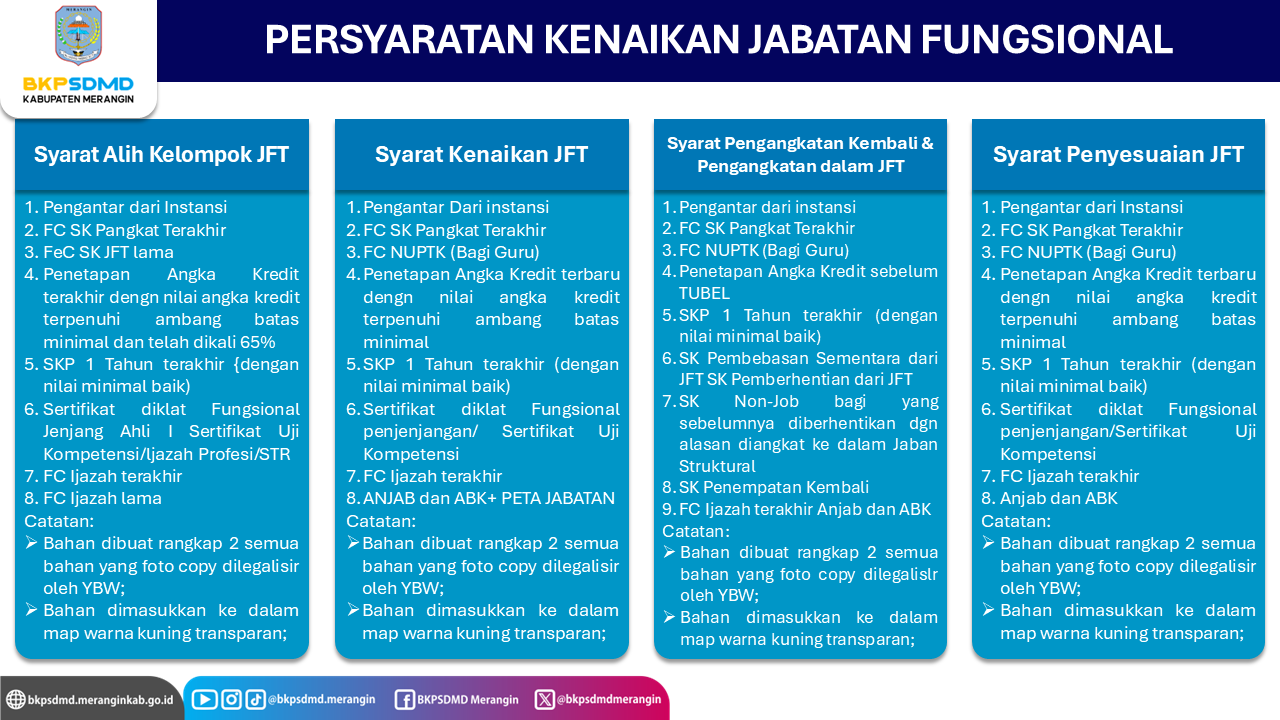 MERANGIN
BKPSDMD
KABUPATEN MERANGIN
PERSYARATAN KENAIKAN JABATAN FUNGSIONAL
Syarat Alih Kelompok JFT
1. Pengantar dari Instansi
2. FC SK Pangkat Terakhir
3. FeC SK JFT lama
4. Penetapan Angka Kredit
terakhir dengn nilai angka kredit
terpenuhi ambang batas
minimal dan telah dikali 65%
5. SKP 1 Tahun terakhir {dengan
nilai minimal baik)
6. Sertifikat diklat Fungsional
Jenjang Ahli I Sertifikat Uji
Kompetensi/Ijazah Profesi/STR
7. FC Ijazah terakhir
8. FC Ijazah lama
Catatan:
➢ Bahan dibuat rangkap 2 semua
bahan yang foto copy dilegalisir
oleh YBW;
➢ Bahan dimasukkan ke dalam
map warna kuning transparan;
Syarat Kenaikan JFT
1. Pengantar Dari instansi
2. FC SK Pangkat Terakhir
3. FC NUPTK (Bagi Guru)
4. Penetapan Angka Kredit terbaru
dengn nilai angka kredit
terpenuhi ambang batas
minimal
5. SKP 1 Tahun terakhir (dengan
nilai minimal baik)
6. Sertifikat diklat Fungsional
penjenjangan/ Sertifikat Uji
Kompetensi
7. FC Ijazah terakhir
8. ANJAB dan ABK+ PETA JABATAN
Catatan:
➢ Bahan dibuat rangkap 2 semua
bahan yang foto copy dilegalisir
oleh YBW;
➢ Bahan dimasukkan ke dalam
map warna kuning transparan;
Syarat Pengangkatan Kembali &
Pengangkatan dalam JFT
1. Pengantar dari instansi
2. FC SK Pangkat Terakhir
3. FC NUPTK (Bagi Guru)
4. Penetapan Angka Kredit sebelum
TUBEL
5. SKP 1 Tahun terakhir (dengan
nilai minimal baik)
6. SK Pembebasan Sementara dari
JFT SK Pemberhentian dari JFT
7. SK Non-Job bagi yang
sebelumnya diberhentikan dgn
alasan diangkat ke dalam Jaban
Struktural
8. SK Penempatan Kembali
9. FC Ijazah terakhir Anjab dan ABK
Catatan:
➢ Bahan dibuat rangkap 2 semua
bahan yang foto copy dilegalislr
oleh YBW;
➢ Bahan dimasukkan ke dalam
map warna kuning transparan;
Syarat Penyesuaian JFT
1. Pengantar dari Instansi
2. FC SK Pangkat Terakhir
3. FC NUPTK (Bagi Guru)
4. Penetapan Angka Kredit terbaru
dengn nilai angka kredit
terpenuhi ambang batas
minimal
5. SKP 1 Tahun terakhir (dengan
nilai minimal baik)
6. Sertifikat diklat Fungsional
penjenjangan/Sertifikat Uji
Kompetensi
7. FC Ijazah terakhir
8. Anjab dan ABK
Catatan:
➢ Bahan dibuat rangkap 2 semua
bahan yang foto copy dilegalisir
oleh YBW;
➢ Bahan dimasukkan ke dalam
map warna kuning transparan;
bkpsdmd.meranginkab.go.id
@bkpsdmd.merangin
BKPSDMD Merangin
@bkpsdmdmerangin